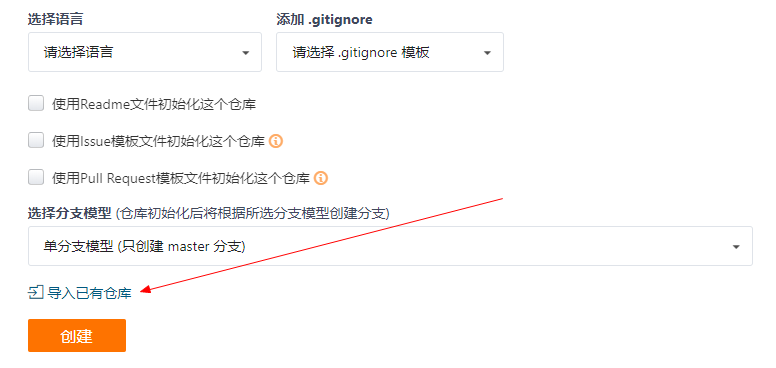 选择语言 添加 .gitignore
请选择语言 请选择 .gitignore 模板
使用Readme文件初始化这个仓库
使用Issue模板文件初始化这个仓库
使用Pull Request模板文件初始化这个仓库
选择分支模型 (仓库初始化后将根据所选分支模型创建分支)
单分支模型 (只创建 master 分支)
导入已有仓库
创建